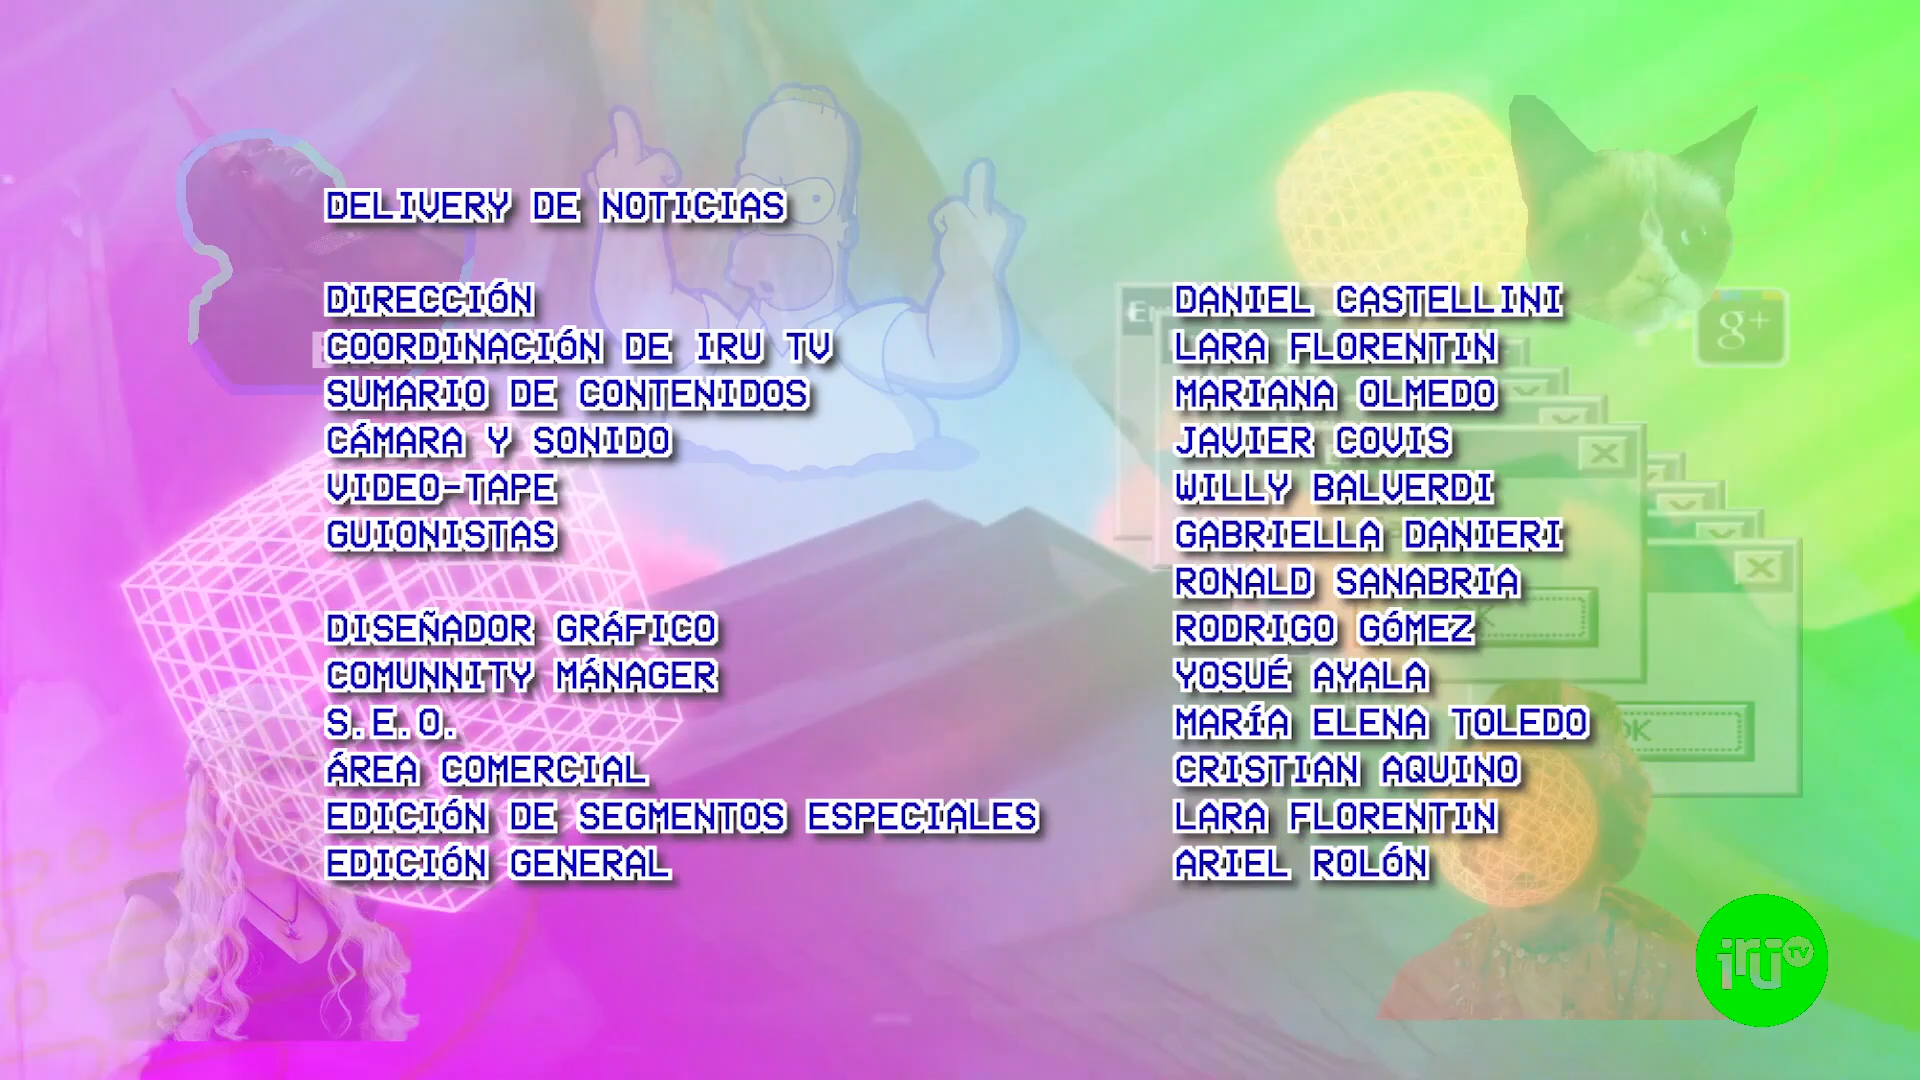 DELIVERY DE NOTICIAS
DIRECCIÓN DANIEL CASTELLINI
COORDINACIÓN DE IRU TV LARA FLORENTIN
SUMARIO DE CONTENIDOS MARIANA OLMEDO
CÁMARA Y SONIDO JAVIER COVIS
VIDEO-TAPE WILLY BALVERDI
GUIONISTAS GABRIELLA DANIERI
RONALD SANABRIA
DISEÑADOR GRÁFICO RODRIGO GÓMEZ
COMUNNITY MÁNAGER YOSUÉ AYALA
S.E.O. MARÍA ELENA TOLEDO
ÁREA COMERCIAL CRISTIAN AQUINO
EDICIÓN DE SEGMENTOS ESPECIALES LARA FLORENTIN
EDICIÓN GENERAL ARIEL ROLÓN
g+
OK
irü TV